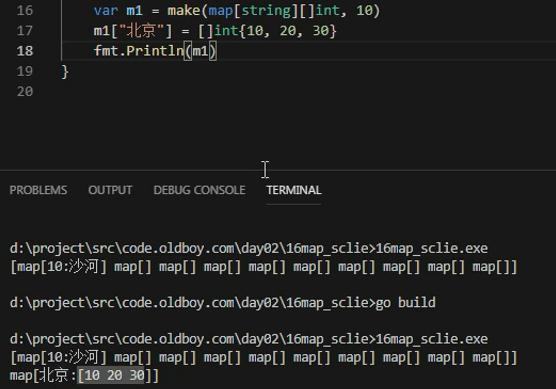 16 var m1 = make(map[string][]int, 10)
17 m1["北京"] = []int{10, 20, 30}
18 fmt.Println(m1)
19 }
20
PROBLEMS OUTPUT DEBUG CONSOLE TERMINAL
d:\project\src\code.oldboy.com\day02\16map_sclie>16map_sclie.exe
[map[10:沙河] map[] map[] map[] map[] map[] map[] map[] map[] map[]]
d:\project\src\code.oldboy.com\day02\16map_sclie>go build
d:\project\src\code.oldboy.com\day02\16map_sclie>16map_sclie.exe
[map[10:沙河] map[] map[] map[] map[] map[] map[] map[] map[] map[]]
map[北京:[10 20 30]]